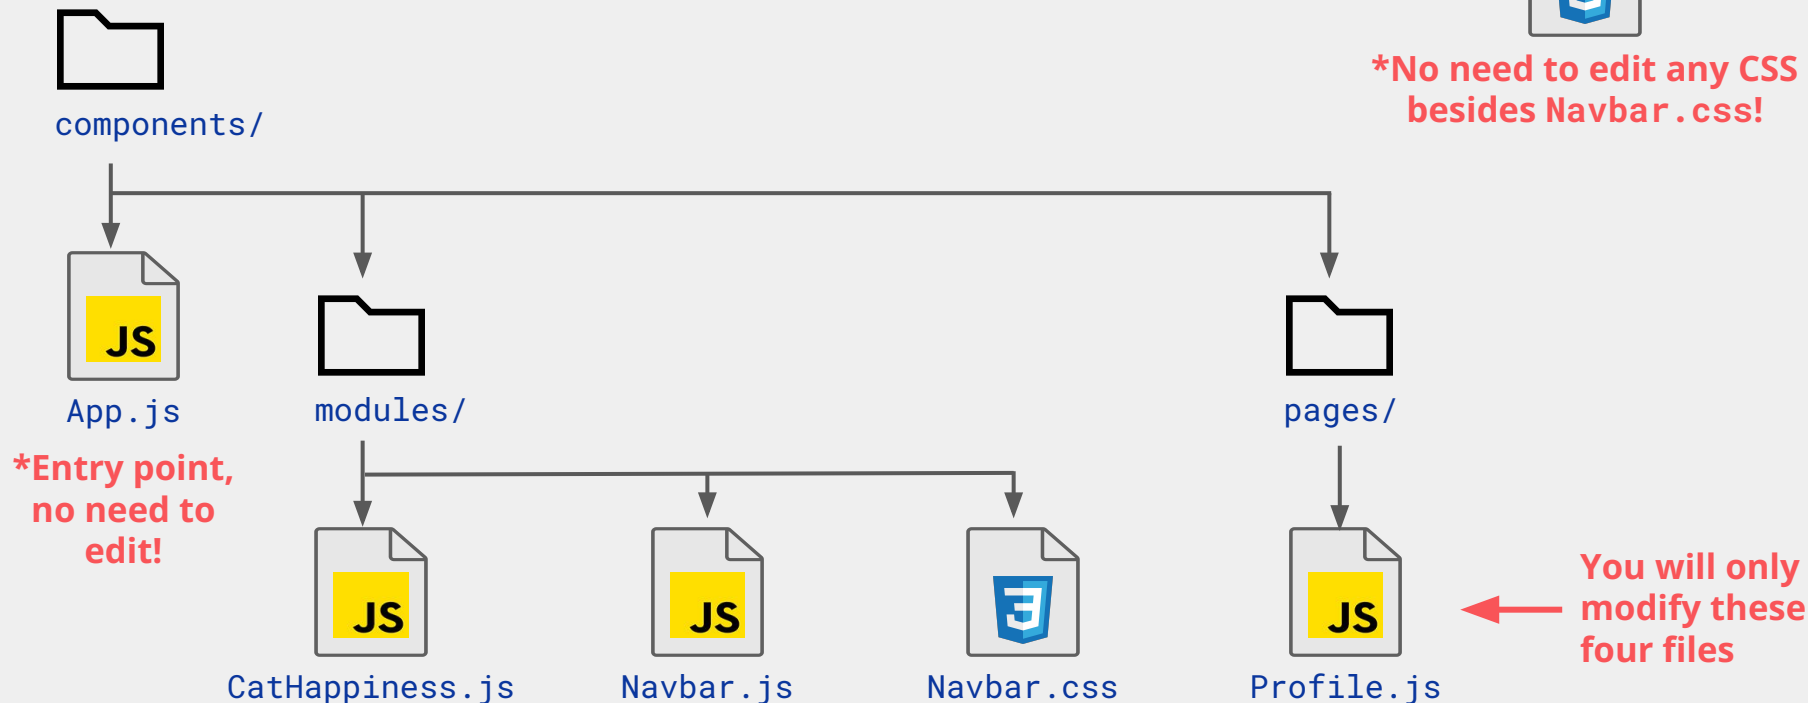 *No need to edit any CSS
besides Navbar.css!
components/
JS
App.js
*Entry point,
no need to
edit!
modules/
pages/
JS
CatHappiness.js
JS
Navbar.js
3
Navbar.css
JS
Profile.js
You will only
modify these
four files